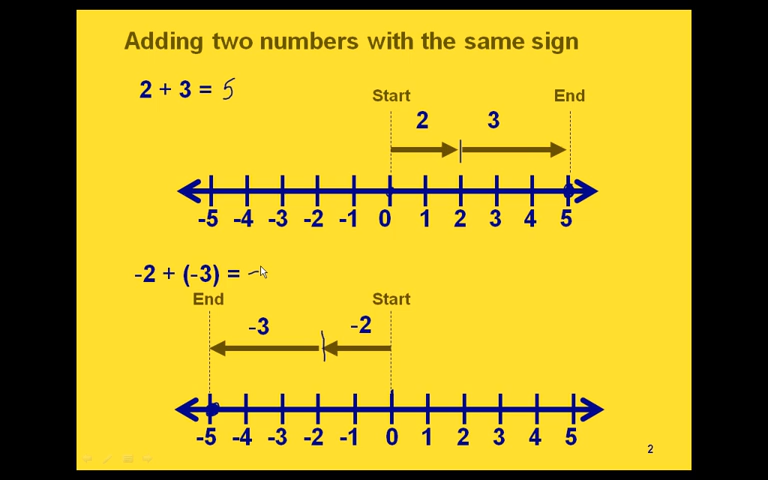 Adding two numbers with the same sign
2 + 3 = 5
Start End
2 3
-5 -4 -3 -2 -1 0 1 2 3 4 5
-2 + (-3) = -
End Start
-3 -2
-5 -4 -3 -2 -1 0 1 2 3 4 5
2